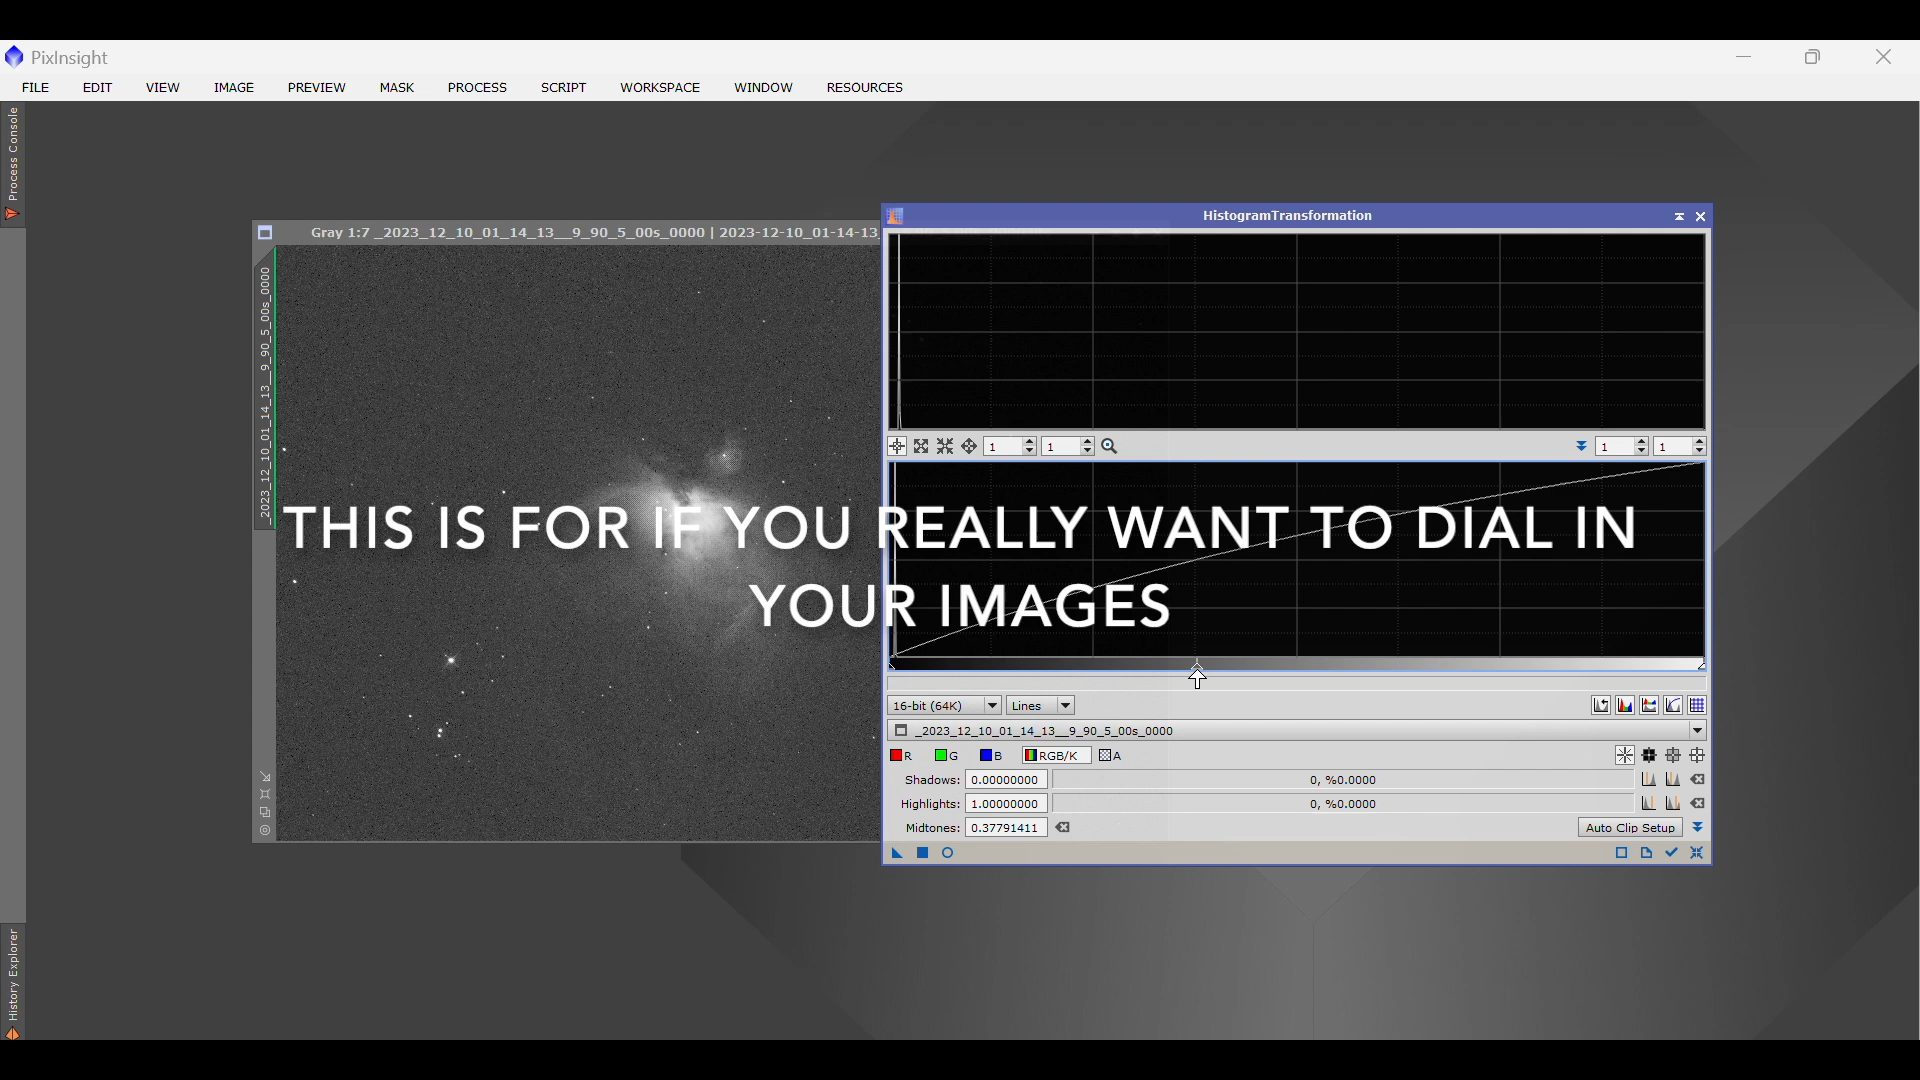 PixInsight
FILE EDIT VIEW IMAGE PREVIEW MASK PROCESS SCRIPT WORKSPACE WINDOW RESOURCES
Process Console
HistogramTransformation
Gray 1:7 _2023_12_10_01_14_13__9_90_5_00s_0000 | 2023-12-10_01-14-13_
_2023_12_10_01_14_13__9_90_5_00s_0000
1 1 1 1
THIS IS FOR IF YOU REALLY WANT TO DIAL IN
YOUR IMAGES
16-bit (64K) Lines
_2023_12_10_01_14_13__9_90_5_00s_0000
R G B RGB/K A
Shadows: 0.00000000 0, %0.0000
Highlights: 1.00000000 0, %0.0000
Midtones: 0.37791411 Auto Clip Setup
History Explorer